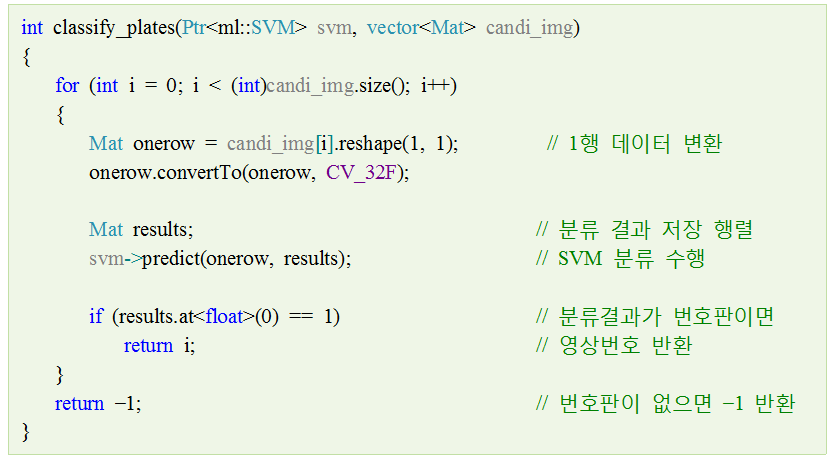 int classify_plates(Ptr<ml::SVM> svm, vector<Mat> candi_img)
{
for (int i = 0; i < (int)candi_img.size(); i++)
{
Mat onerow = candi_img[i].reshape(1, 1); // 1행 데이터 변환
onerow.convertTo(onerow, CV_32F);
Mat results; // 분류 결과 저장 행렬
svm->predict(onerow, results); // SVM 분류 수행
if (results.at<float>(0) == 1) // 분류결과가 번호판이면
return i; // 영상번호 반환
}
return −1; // 번호판이 없으면 −1 반환
}